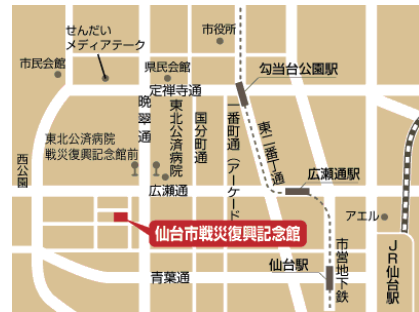 市役所
せんだい
メディアテーク
市民会館
県民会館
勾当台公園駅
定禅寺通
晩翠通
東北公済病院
国分町通
一番町通（アーケード
東二番丁通
東北公済病院
戦災復興記念館前
西公園
広瀬通
広瀬通駅
アエル
仙台市戦災復興記念館
仙台駅
市営地下鉄
JR仙台駅
青葉通